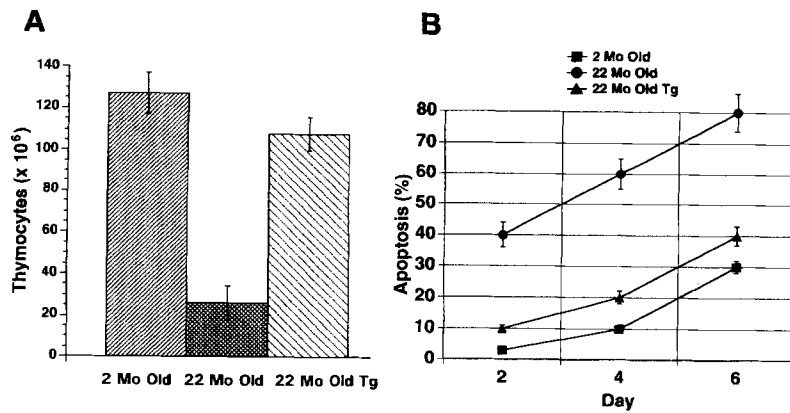 A
Thymocytes (x 10⁶)
140
120
100
80
60
40
20
0
2 Mo Old 22 Mo Old 22 Mo Old Tg
B
2 Mo Old
22 Mo Old
22 Mo Old Tg
Apoptosis (%)
80
70
60
50
40
30
20
10
0
2 4 6
Day